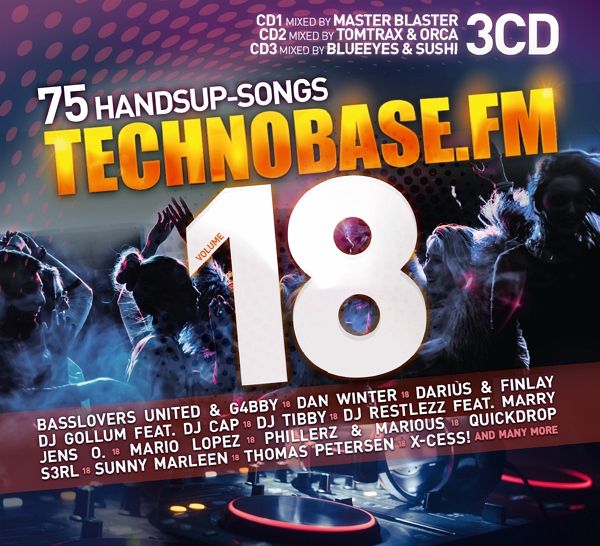 CD1 MIXED BY MASTER BLASTER
CD2 MIXED BY TOMTRAX & ORCA
CD3 MIXED BY BLUEEYES & SUSHI
3CD
75 HANDSUP-SONGS
TECHNOBASE.FM
VOLUME
18
BASSLOVERS UNITED & G4BBY 18 DAN WINTER 18 DARIUS & FINLAY
DJ GOLLUM FEAT. DJ CAP 18 DJ TIBBY 18 DJ RESTLEZZ FEAT. MARRY
JENS O. 18 MARIO LOPEZ 18 PHILLERZ & MARIOUS 18 QUICKDROP
S3RL 18 SUNNY MARLEEN 18 THOMAS PETERSEN 18 X-CESS! AND MANY MORE